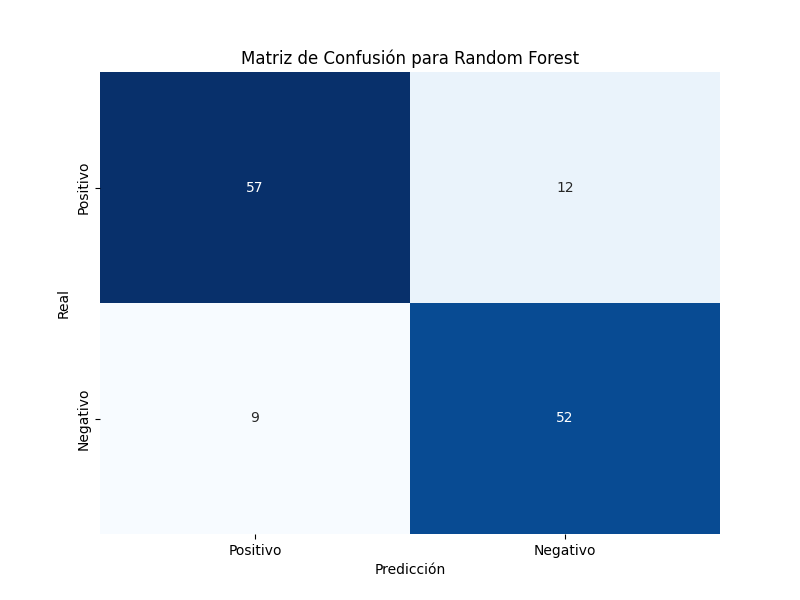 Matriz de Confusión para Random Forest
Real
Positivo
57
12
Negativo
9
52
Positivo
Negativo
Predicción